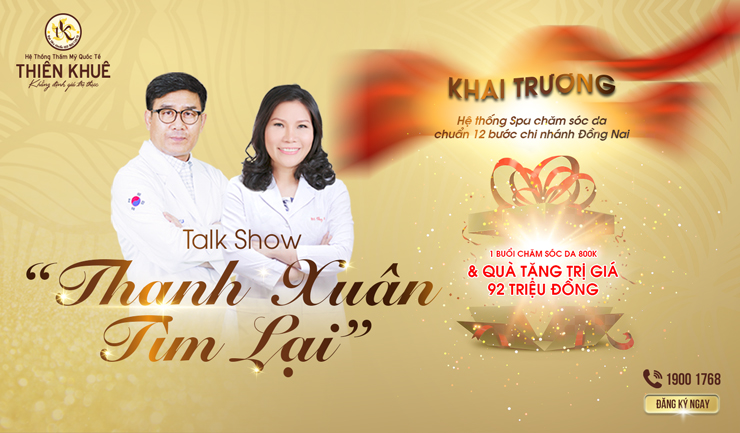 Hệ Thống Thẩm Mỹ Quốc Tế
THIÊN KHUÊ
Khẳng định giá trị thực
KHAI TRƯƠNG
Hệ thống Spa chăm sóc da
chuẩn 12 bước chi nhánh Đồng Nai
Talk Show
“Thanh Xuân
Tìm Lại”
1 BUỔI CHĂM SÓC DA 800K
& QUÀ TẶNG TRỊ GIÁ
92 TRIỆU ĐỒNG
1900 1768
ĐĂNG KÝ NGAY